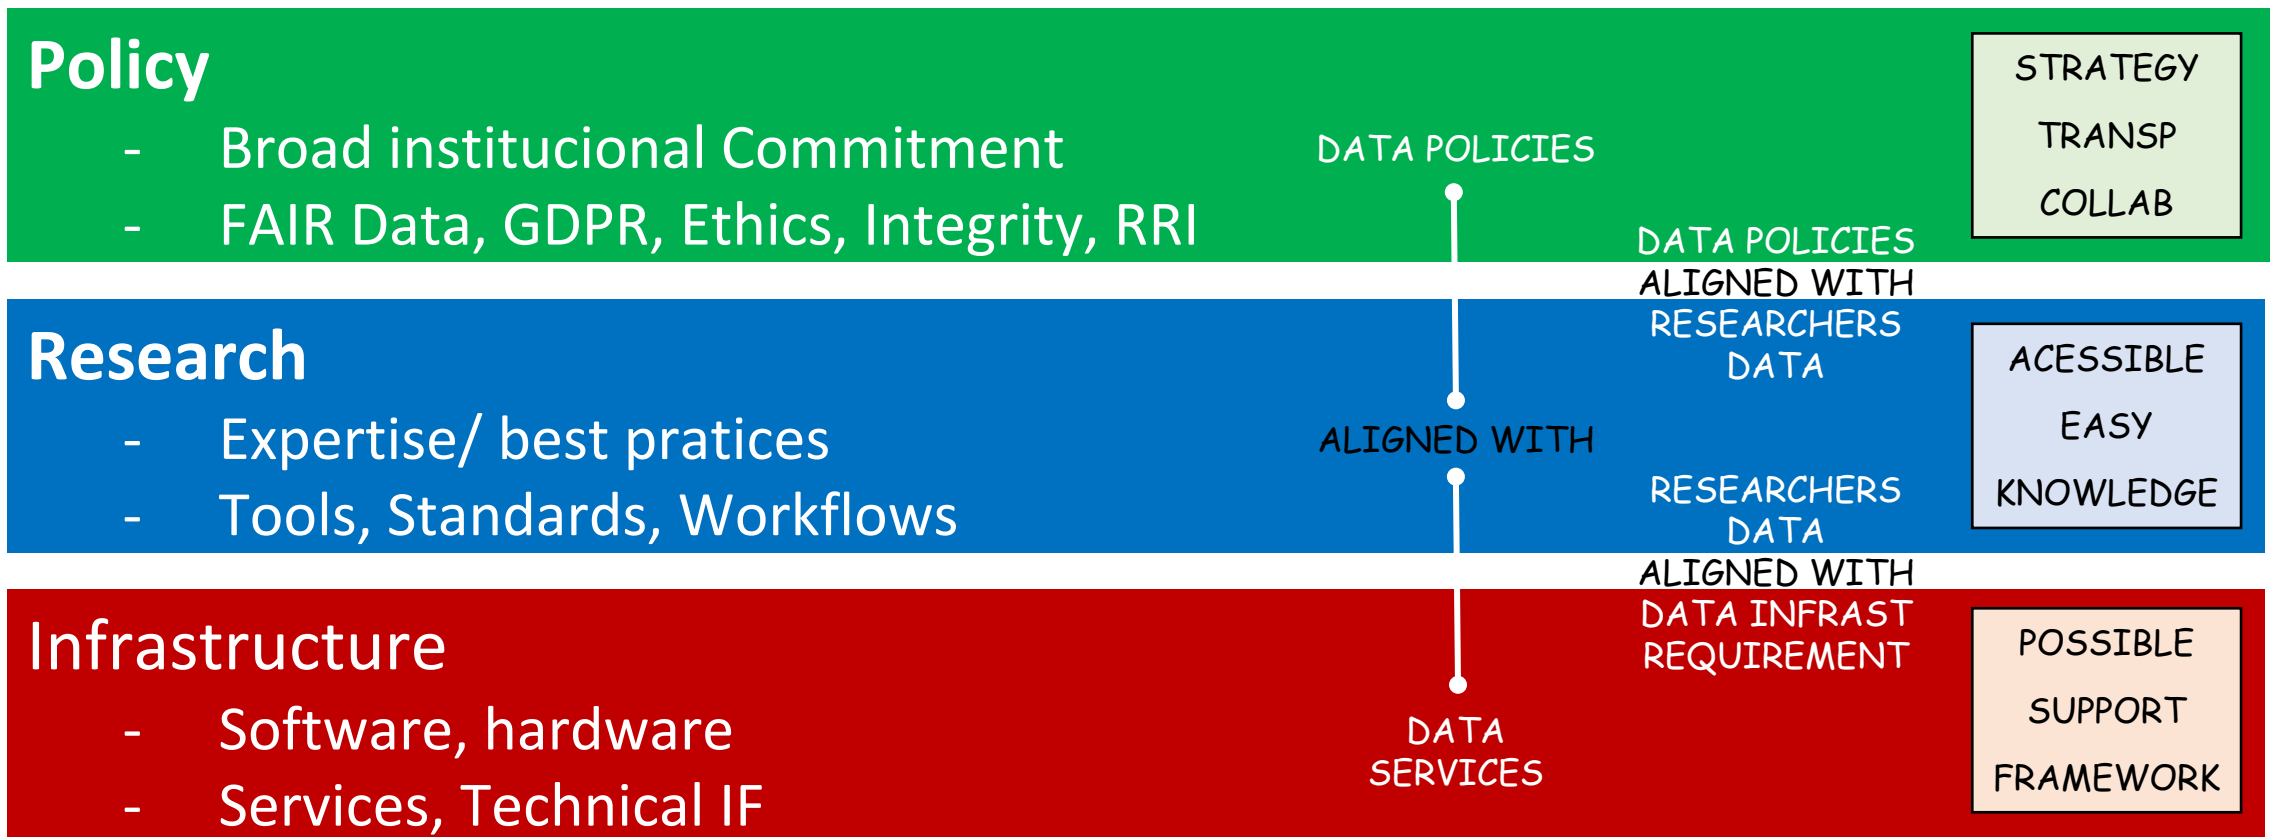 Policy
- Broad institucional Commitment
- FAIR Data, GDPR, Ethics, Integrity, RRI
DATA POLICIES
DATA POLICIES
ALIGNED WITH
RESEARCHERS
DATA
STRATEGY
TRANSP
COLLAB
Research
- Expertise/ best pratices
- Tools, Standards, Workflows
ALIGNED WITH
RESEARCHERS
DATA
ALIGNED WITH
DATA INFRAST
REQUIREMENT
ACESSIBLE
EASY
KNOWLEDGE
Infrastructure
- Software, hardware
- Services, Technical IF
DATA
SERVICES
POSSIBLE
SUPPORT
FRAMEWORK